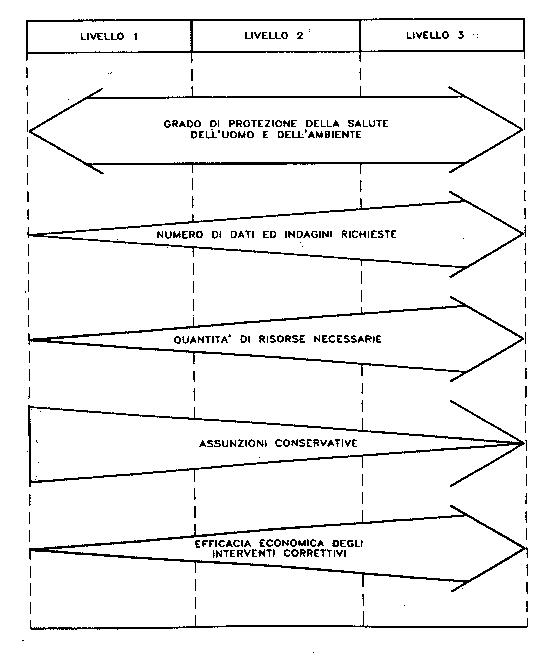 LIVELLO 1 LIVELLO 2 LIVELLO 3
GRADO DI PROTEZIONE DELLA SALUTE
DELL'UOMO E DELL'AMBIENTE
NUMERO DI DATI ED INDAGINI RICHIESTE
QUANTITA' DI RISORSE NECESSARIE
ASSUNZIONI CONSERVATIVE
EFFICACIA ECONOMICA DEGLI
INTERVENTI CORRETTIVI